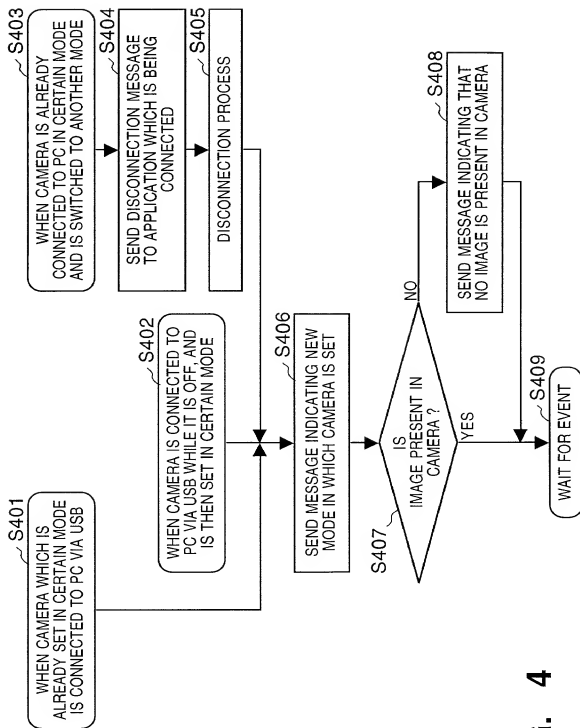 S401
WHEN CAMERA WHICH IS
ALREADY SET IN CERTAIN MODE
IS CONNECTED TO PC VIA USB
S402
WHEN CAMERA IS CONNECTED TO
PC VIA USB WHILE IT IS OFF, AND
IS THEN SET IN CERTAIN MODE
S403
WHEN CAMERA IS ALREADY
CONNECTED TO PC IN CERTAIN MODE
AND IS SWITCHED TO ANOTHER MODE
S404
SEND DISCONNECTION MESSAGE
TO APPLICATION WHICH IS BEING
CONNECTED
S405
DISCONNECTION PROCESS
S406
SEND MESSAGE INDICATING NEW
MODE IN WHICH CAMERA IS SET
S407
IS
IMAGE PRESENT IN
CAMERA ?
NO
YES
S408
SEND MESSAGE INDICATING THAT
NO IMAGE IS PRESENT IN CAMERA
S409
WAIT FOR EVENT
4